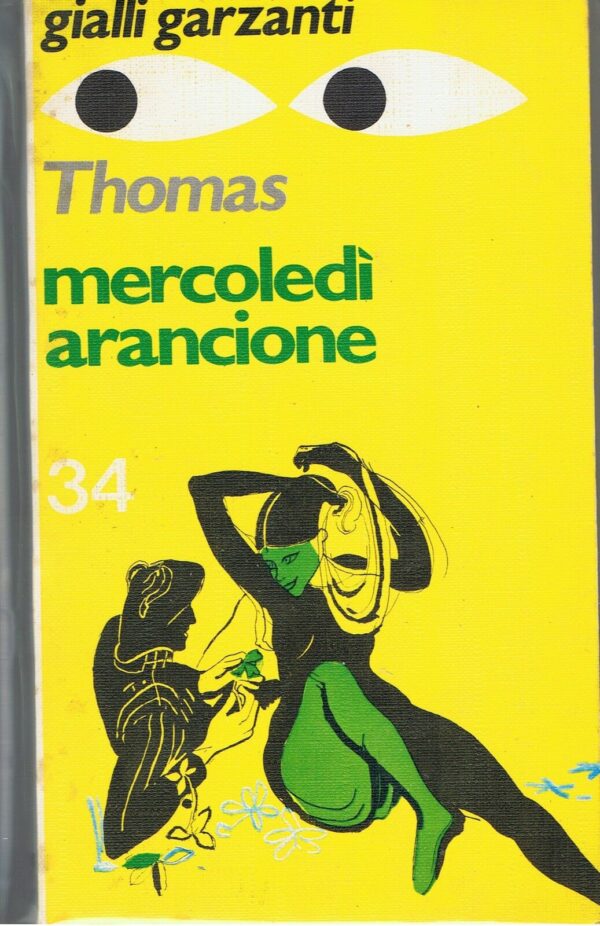 gialli garzanti
Thomas
mercoledì
arancione
34